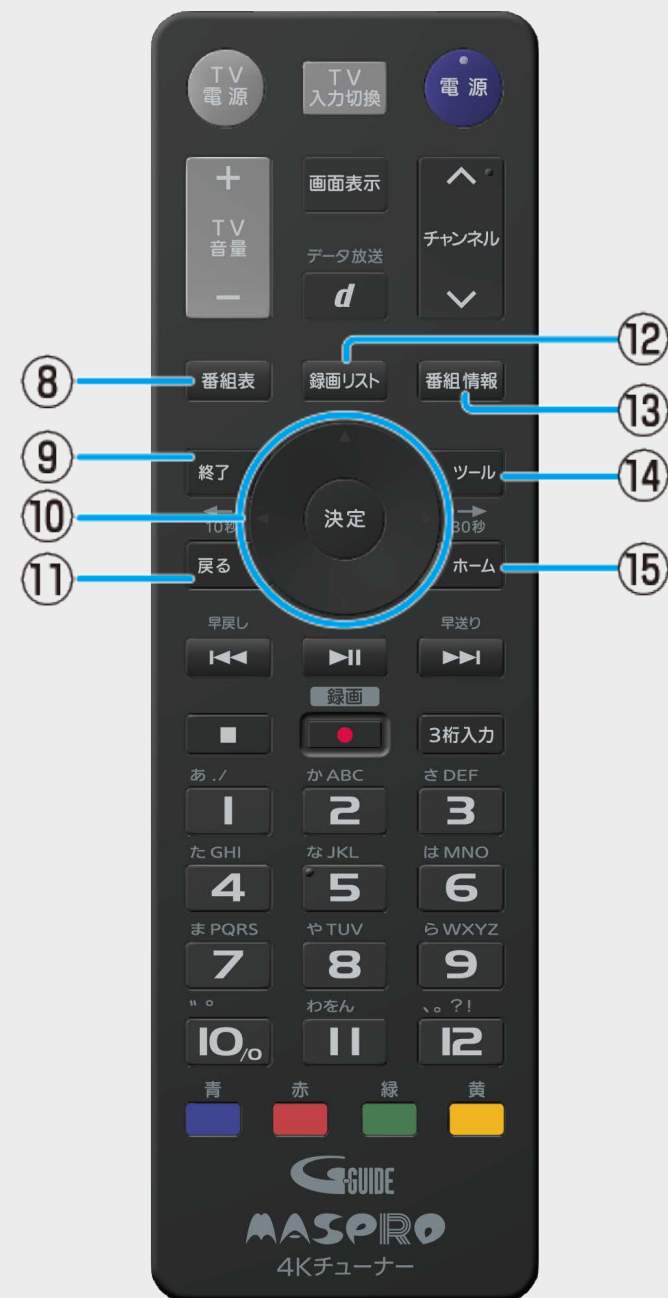 TV
電源
TV
入力切換
電源
+
TV
音量
−
画面表示
チャンネル
データ放送
d
⑫
⑧
番組表
録画リスト
番組情報
⑬
⑨
終了
ツール
⑭
⑩
10秒
決定
30秒
⑪
戻る
ホーム
⑮
早戻し
早送り
録画
3桁入力
あ ./
か ABC
さ DEF
1
2
3
た GHI
な JKL
は MNO
4
5
6
ま PQRS
や TUV
ら WXYZ
7
8
9
゛゜
わをん
、。?!
10/0
11
12
青
赤
緑
黄
G-GUIDE
MASPRO
4Kチューナー